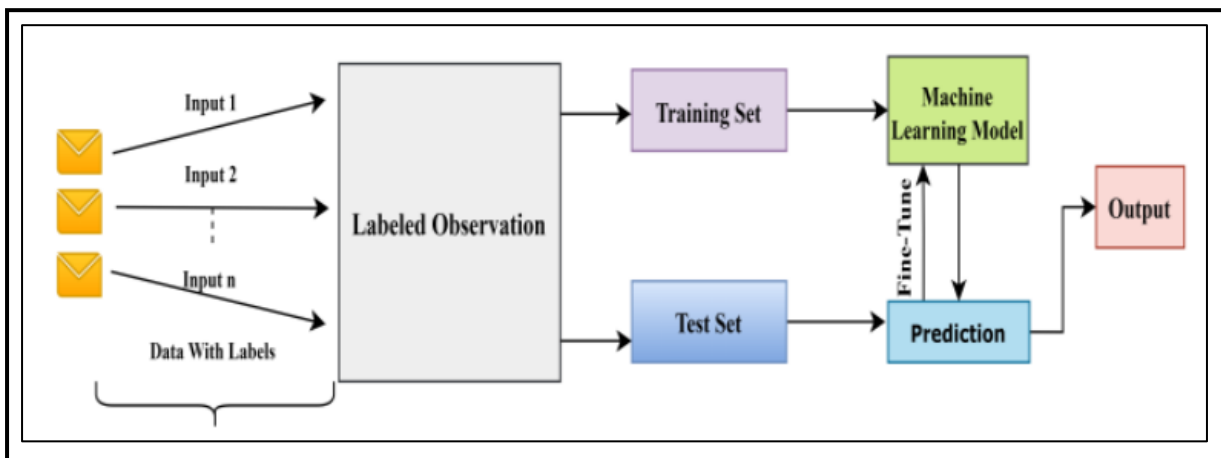 Input 1
Input 2
Input n
Data With Labels
Labeled Observation
Training Set
Test Set
Machine
Learning Model
Fine-Tune
Prediction
Output